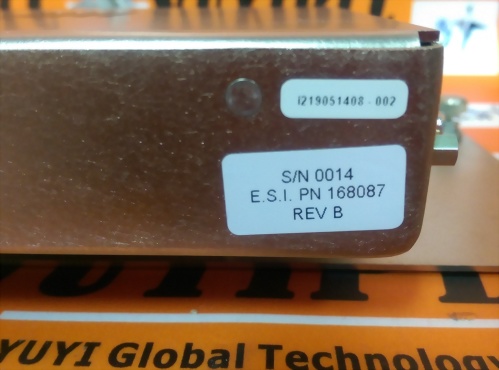 I219051408 - 002
S/N 0014
E.S.I. PN 168087
REV B
YUYI Global Technology